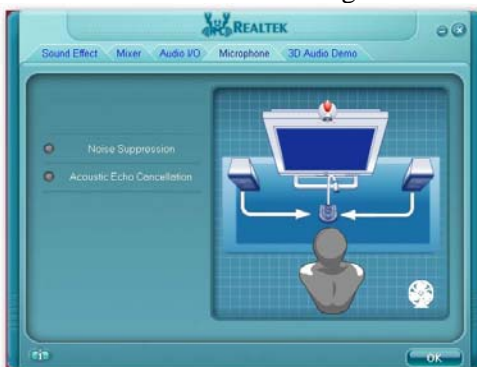 REALTEK
Sound Effect Mixer Audio I/O Microphone 3D Audio Demo
Noise Suppression
Acoustic Echo Cancellation
OK